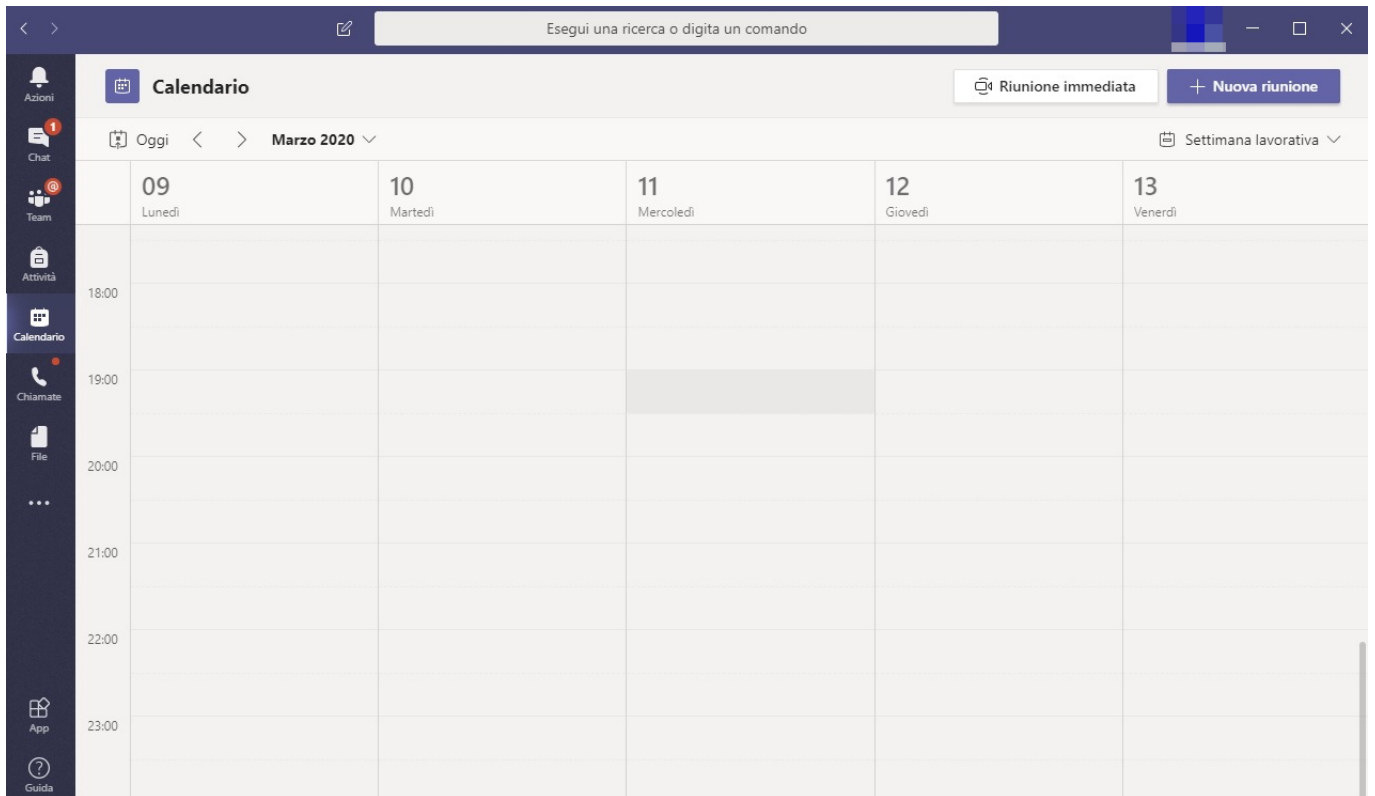 Esegui una ricerca o digita un comando
Azioni
Calendario
Riunione immediata
+ Nuova riunione
1
Chat
Oggi
Marzo 2020
Settimana lavorativa
@
Team
09
Lunedì
10
Martedì
11
Mercoledì
12
Giovedì
13
Venerdì
Attività
18:00
Calendario
19:00
Chiamate
File
20:00
21:00
22:00
App
23:00
Guida